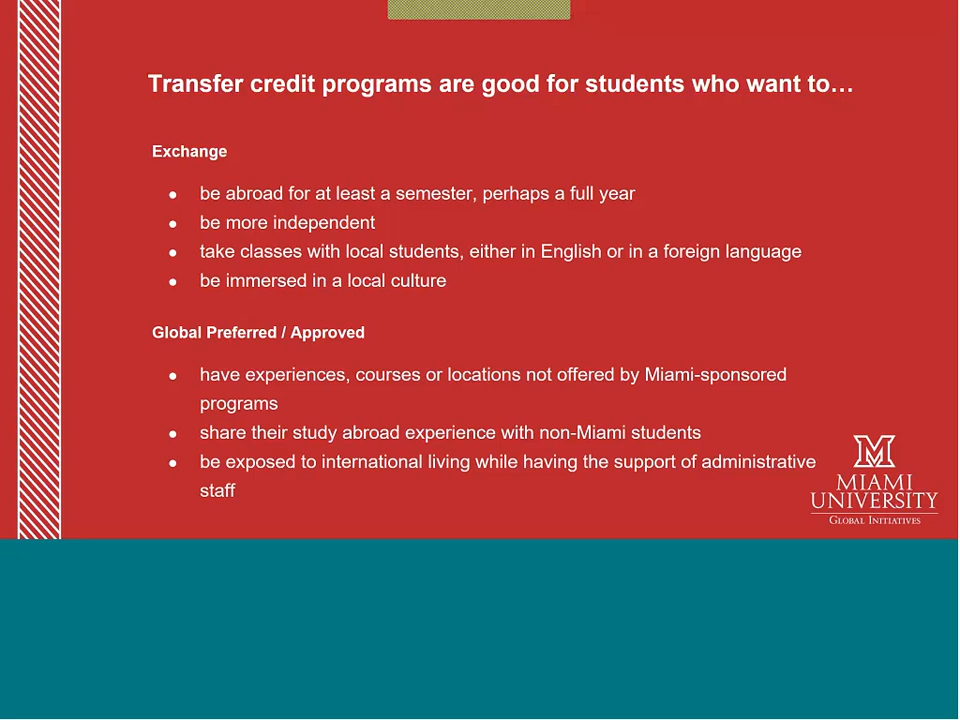 Transfer credit programs are good for students who want to…
Exchange
● be abroad for at least a semester, perhaps a full year
● be more independent
● take classes with local students, either in English or in a foreign language
● be immersed in a local culture
Global Preferred / Approved
● have experiences, courses or locations not offered by Miami-sponsored
programs
● share their study abroad experience with non-Miami students
● be exposed to international living while having the support of administrative
staff
M
MIAMI
UNIVERSITY
GLOBAL INITIATIVES